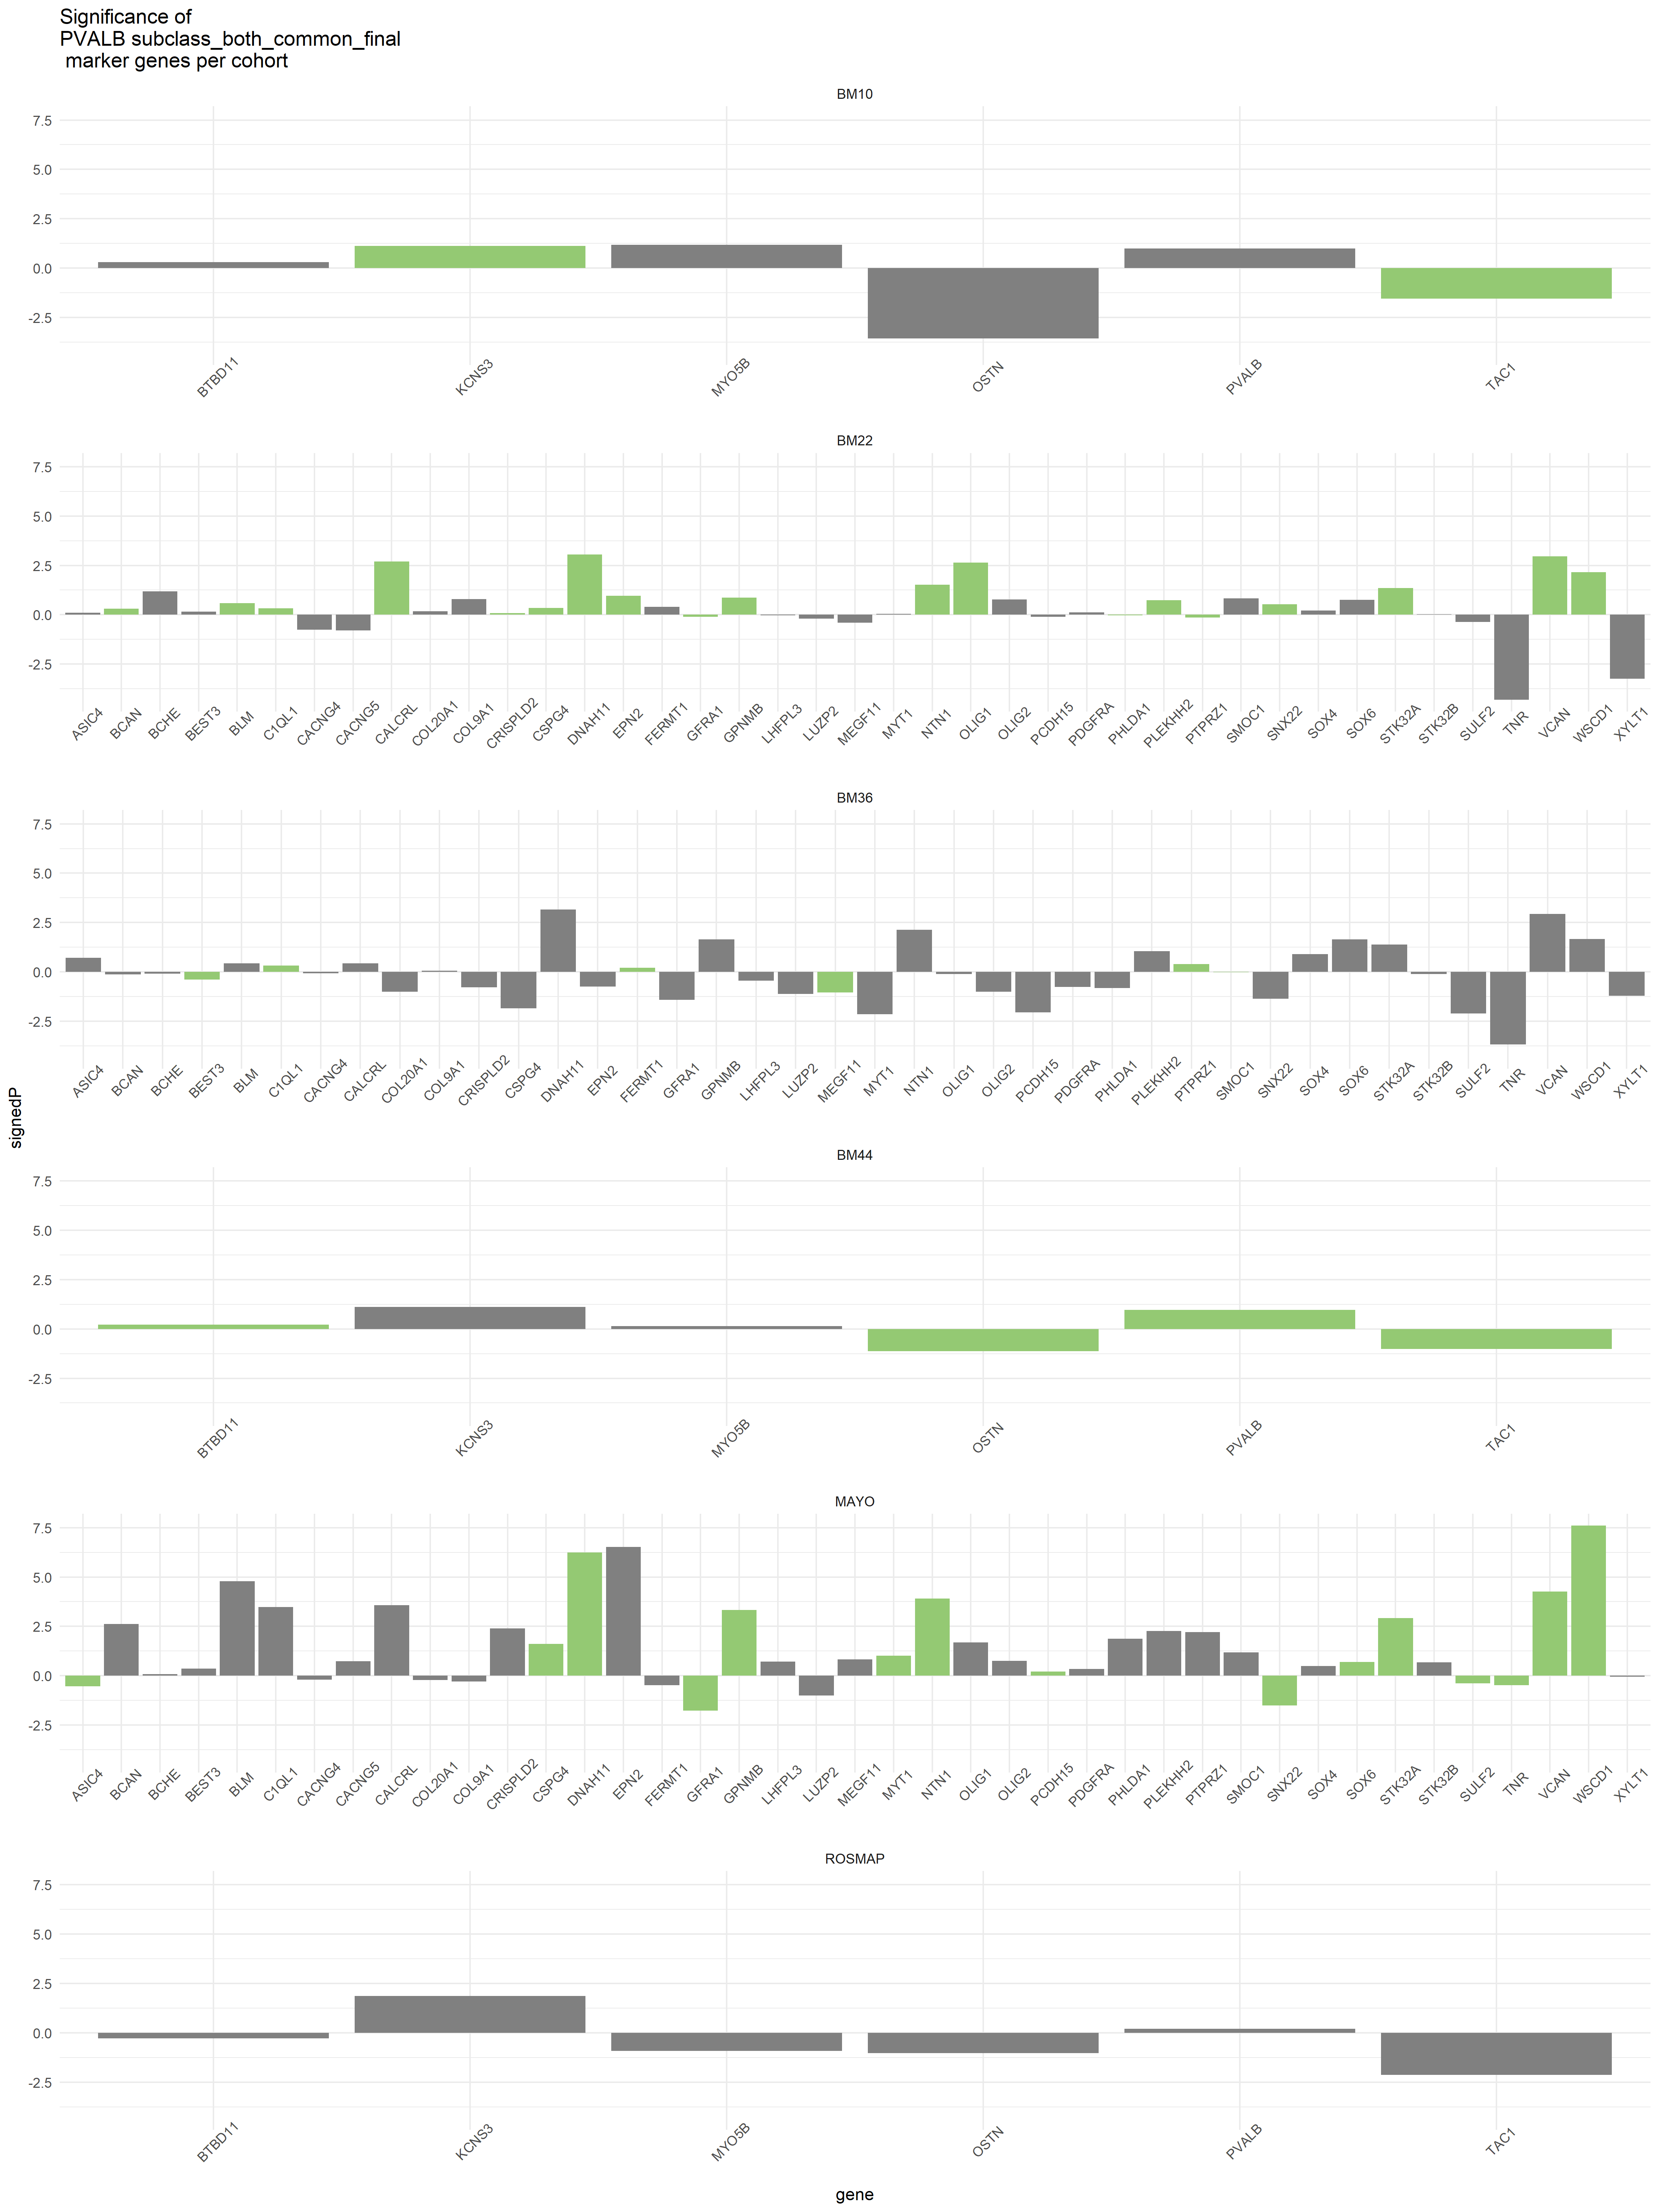 Significance of
PVALB subclass_both_common_final
marker genes per cohort
BM10
7.5
5.0
2.5
0.0
-2.5
BTBD11 KCNS3 MYO5B OSTN PVALB TAC1
BM22
7.5
5.0
2.5
0.0
-2.5
ASIC4 BCAN BCHE BEST3 BLM C1QL1 CACNG4 CACNG5 CALCRL COL20A1 COL9A1 CRISPLD2 CSPG4 DNAH11 EPN2 FERMT1 GFRA1 GPNMB LHFPL3 LUZP2 MEGF11 MYT1 NTN1 OLIG1 OLIG2 PCDH15 PDGFRA PHLDA1 PLEKHH2 PTPRZ1 SMOC1 SNX22 SOX4 SOX6 STK32A STK32B SULF2 TNR VCAN WSCD1 XYLT1
BM36
7.5
5.0
2.5
0.0
-2.5
ASIC4 BCAN BCHE BEST3 BLM C1QL1 CACNG4 CALCRL COL20A1 COL9A1 CRISPLD2 CSPG4 DNAH11 EPN2 FERMT1 GFRA1 GPNMB LHFPL3 LUZP2 MEGF11 MYT1 NTN1 OLIG1 OLIG2 PCDH15 PDGFRA PHLDA1 PLEKHH2 PTPRZ1 SMOC1 SNX22 SOX4 SOX6 STK32A STK32B SULF2 TNR VCAN WSCD1 XYLT1
signedP
BM44
7.5
5.0
2.5
0.0
-2.5
BTBD11 KCNS3 MYO5B OSTN PVALB TAC1
MAYO
7.5
5.0
2.5
0.0
-2.5
ASIC4 BCAN BCHE BEST3 BLM C1QL1 CACNG4 CACNG5 CALCRL COL20A1 COL9A1 CRISPLD2 CSPG4 DNAH11 EPN2 FERMT1 GFRA1 GPNMB LHFPL3 LUZP2 MEGF11 MYT1 NTN1 OLIG1 OLIG2 PCDH15 PDGFRA PHLDA1 PLEKHH2 PTPRZ1 SMOC1 SNX22 SOX4 SOX6 STK32A STK32B SULF2 TNR VCAN WSCD1 XYLT1
ROSMAP
7.5
5.0
2.5
0.0
-2.5
BTBD11 KCNS3 MYO5B OSTN PVALB TAC1
gene